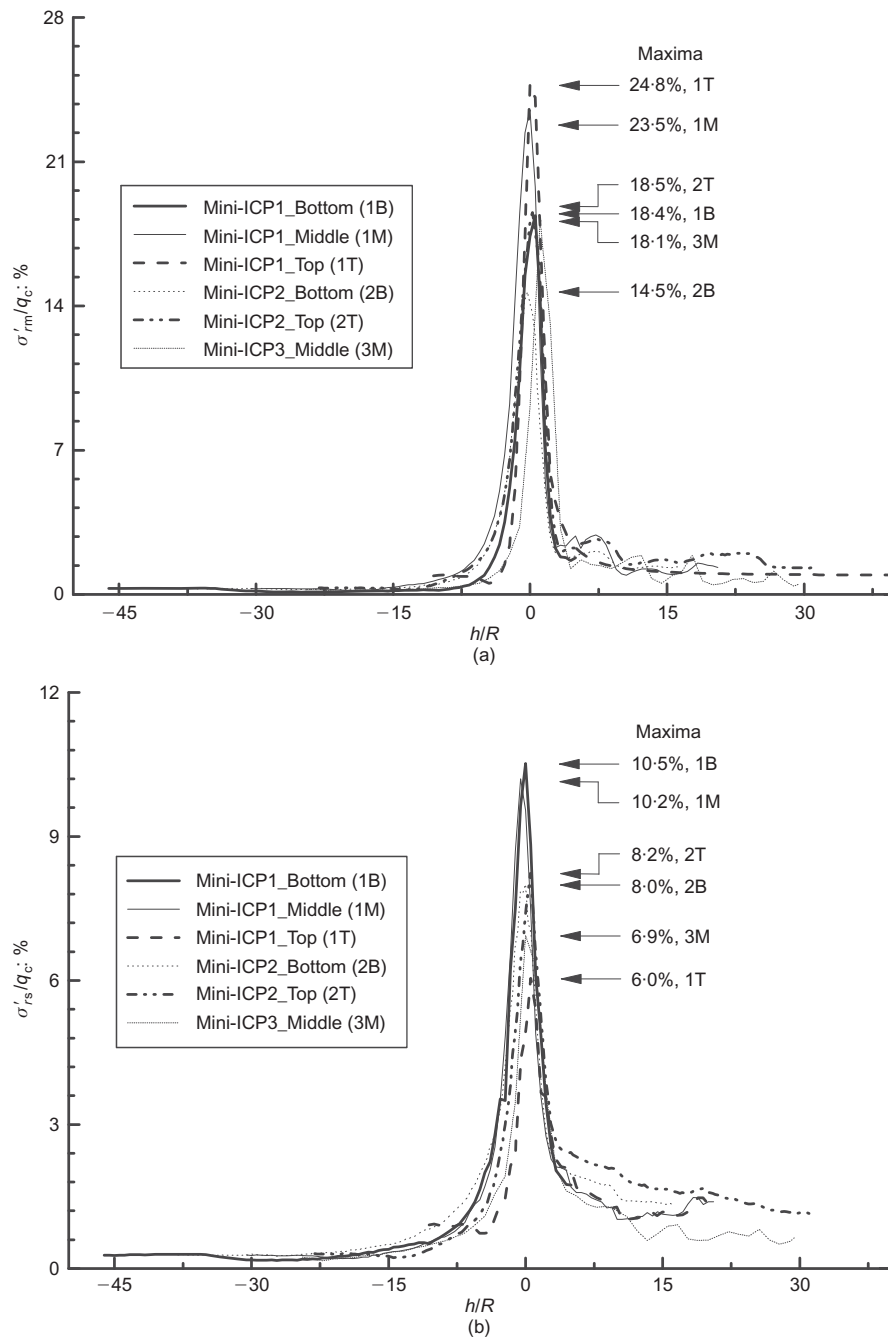 28
21
14
7
0
σ′rm/qc: %
Mini-ICP1_Bottom (1B)
Mini-ICP1_Middle (1M)
Mini-ICP1_Top (1T)
Mini-ICP2_Bottom (2B)
Mini-ICP2_Top (2T)
Mini-ICP3_Middle (3M)
Maxima
24·8%, 1T
23·5%, 1M
18·5%, 2T
18·4%, 1B
18·1%, 3M
14·5%, 2B
−45 −30 −15 0 15 30
h/R
(a)
12
9
6
3
0
σ′rs/qc: %
Mini-ICP1_Bottom (1B)
Mini-ICP1_Middle (1M)
Mini-ICP1_Top (1T)
Mini-ICP2_Bottom (2B)
Mini-ICP2_Top (2T)
Mini-ICP3_Middle (3M)
Maxima
10·5%, 1B
10·2%, 1M
8·2%, 2T
8·0%, 2B
6·9%, 3M
6·0%, 1T
−45 −30 −15 0 15 30
h/R
(b)